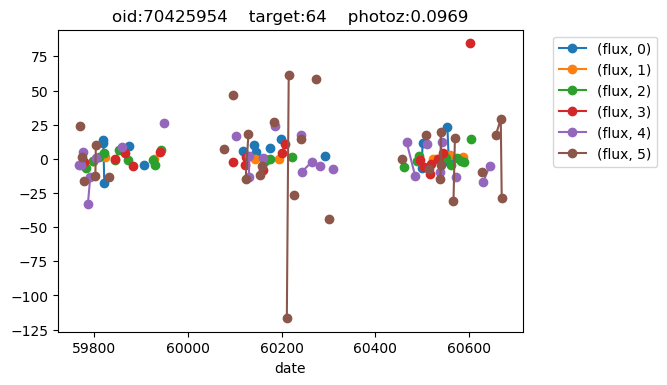 oid:70425954    target:64    photoz:0.0969
75
50
25
0
−25
−50
−75
−100
−125
59800
60000
60200
60400
60600
date
(flux, 0)
(flux, 1)
(flux, 2)
(flux, 3)
(flux, 4)
(flux, 5)